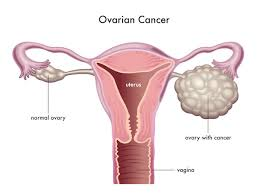 Ovarian Cancer
uterus
normal ovary
ovary with cancer
vagina